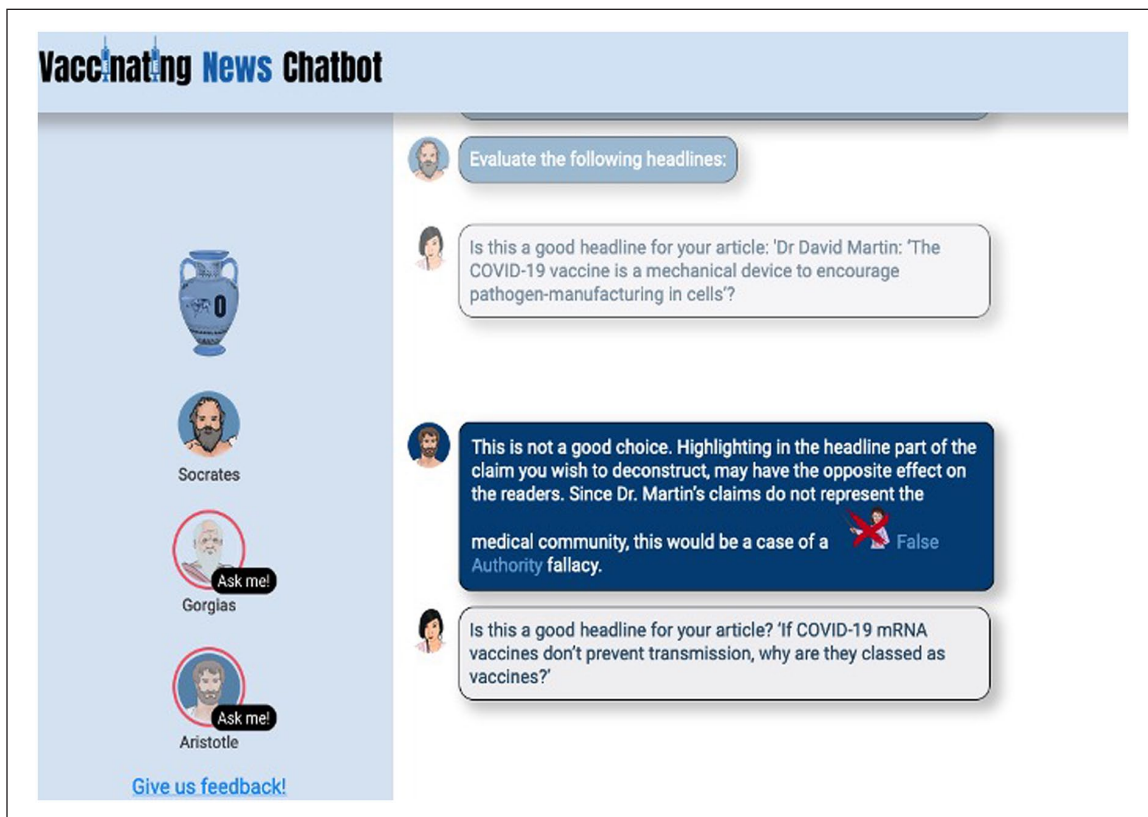 Vaccinating News Chatbot
0
Socrates
Ask me!
Gorgias
Ask me!
Aristotle
Give us feedback!
Evaluate the following headlines:
Is this a good headline for your article: 'Dr David Martin: 'The
COVID-19 vaccine is a mechanical device to encourage
pathogen-manufacturing in cells'?
This is not a good choice. Highlighting in the headline part of the
claim you wish to deconstruct, may have the opposite effect on
the readers. Since Dr. Martin's claims do not represent the
medical community, this would be a case of a False
Authority fallacy.
Is this a good headline for your article? 'If COVID-19 mRNA
vaccines don't prevent transmission, why are they classed as
vaccines?'